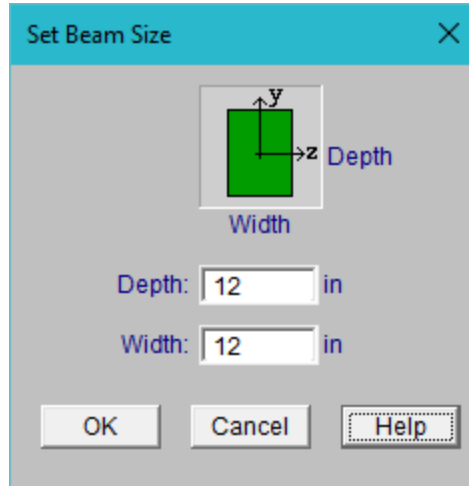 Set Beam Size
y
z Depth
Width
Depth: 12 in
Width: 12 in
OK Cancel Help